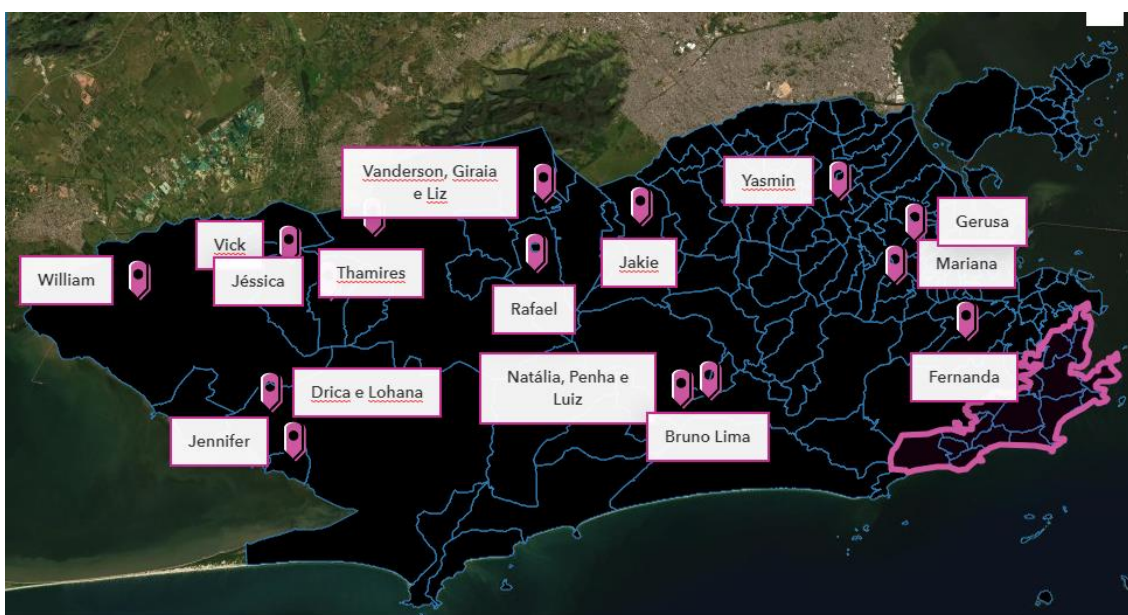 Vanderson, Giraia
e Liz
Yasmin
Gerusa
Vick
Mariana
William
Jéssica
Thamires
Jakie
Rafael
Natália, Penha e
Luiz
Fernanda
Drica e Lohana
Jennifer
Bruno Lima